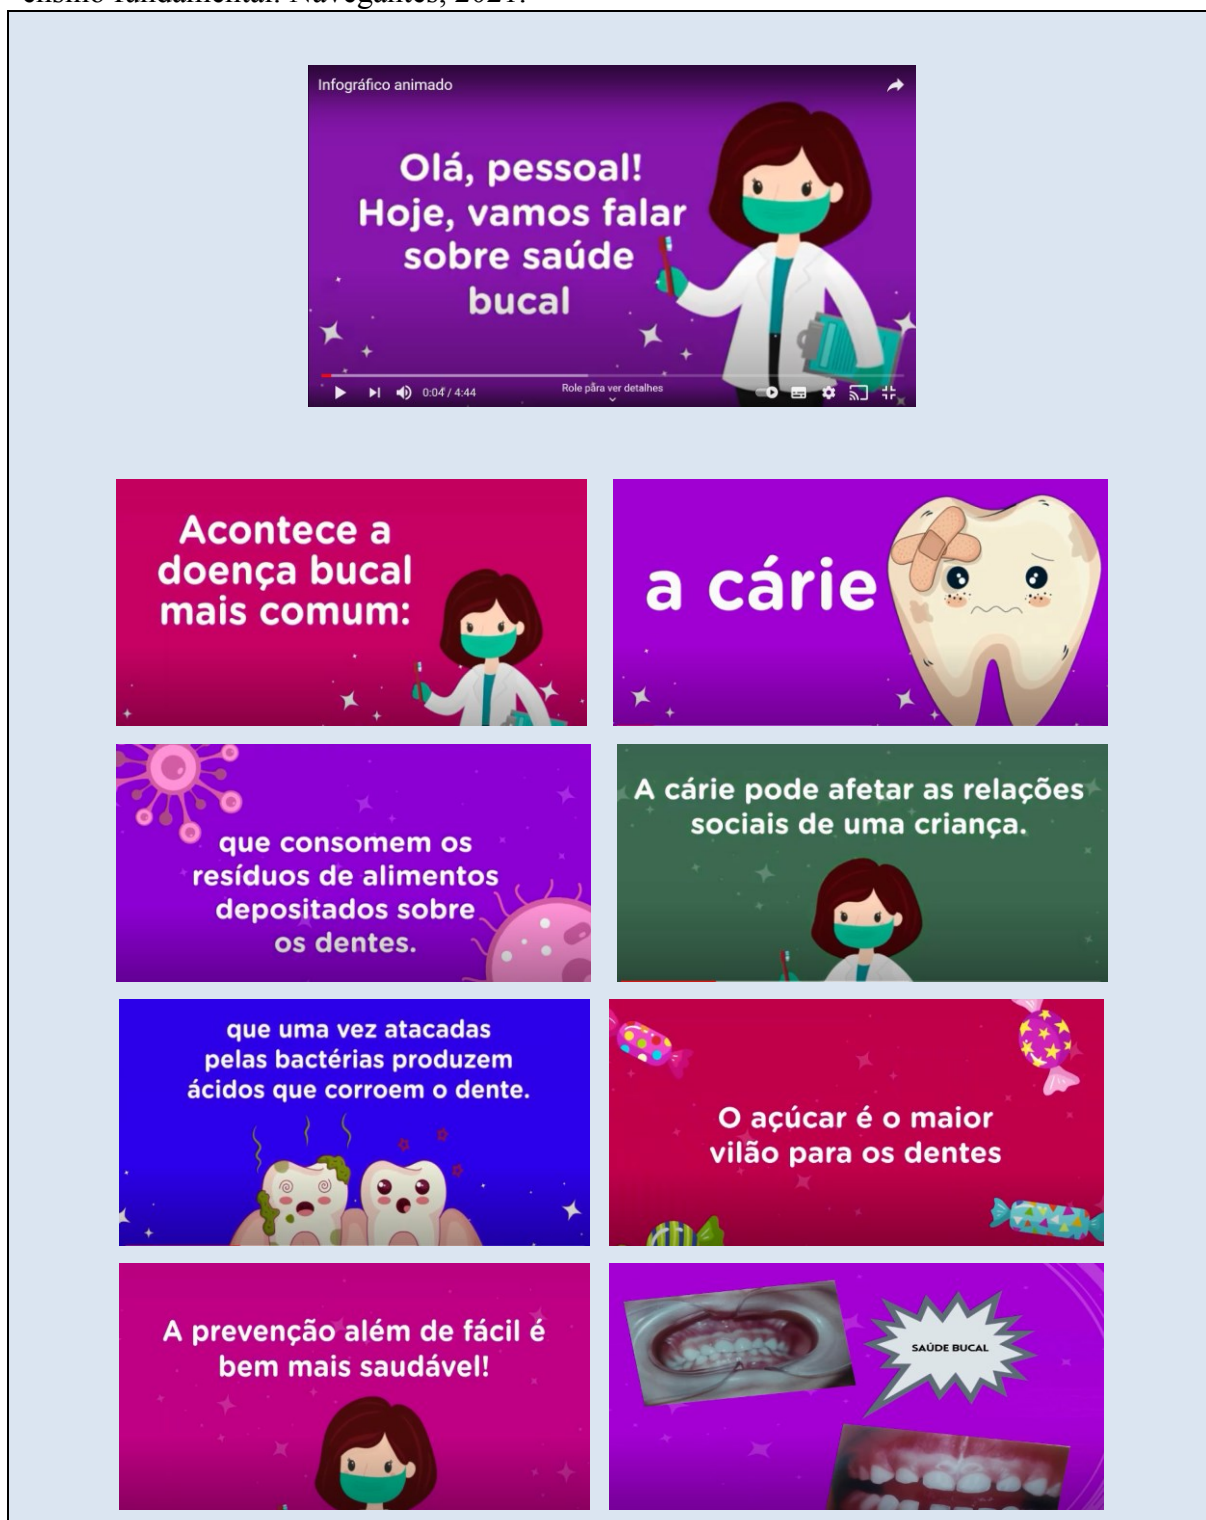 ensino fundamental. Navegantes, 2021.
Infográfico animado
Olá, pessoal!
Hoje, vamos falar
sobre saúde
bucal
0:04 / 4:44
Role para ver detalhes
Acontece a
doença bucal
mais comum:
a cárie
que consomem os
resíduos de alimentos
depositados sobre
os dentes.
A cárie pode afetar as relações
sociais de uma criança.
que uma vez atacadas
pelas bactérias produzem
ácidos que corroem o dente.
O açúcar é o maior
vilão para os dentes
A prevenção além de fácil é
bem mais saudável!
SAÚDE BUCAL